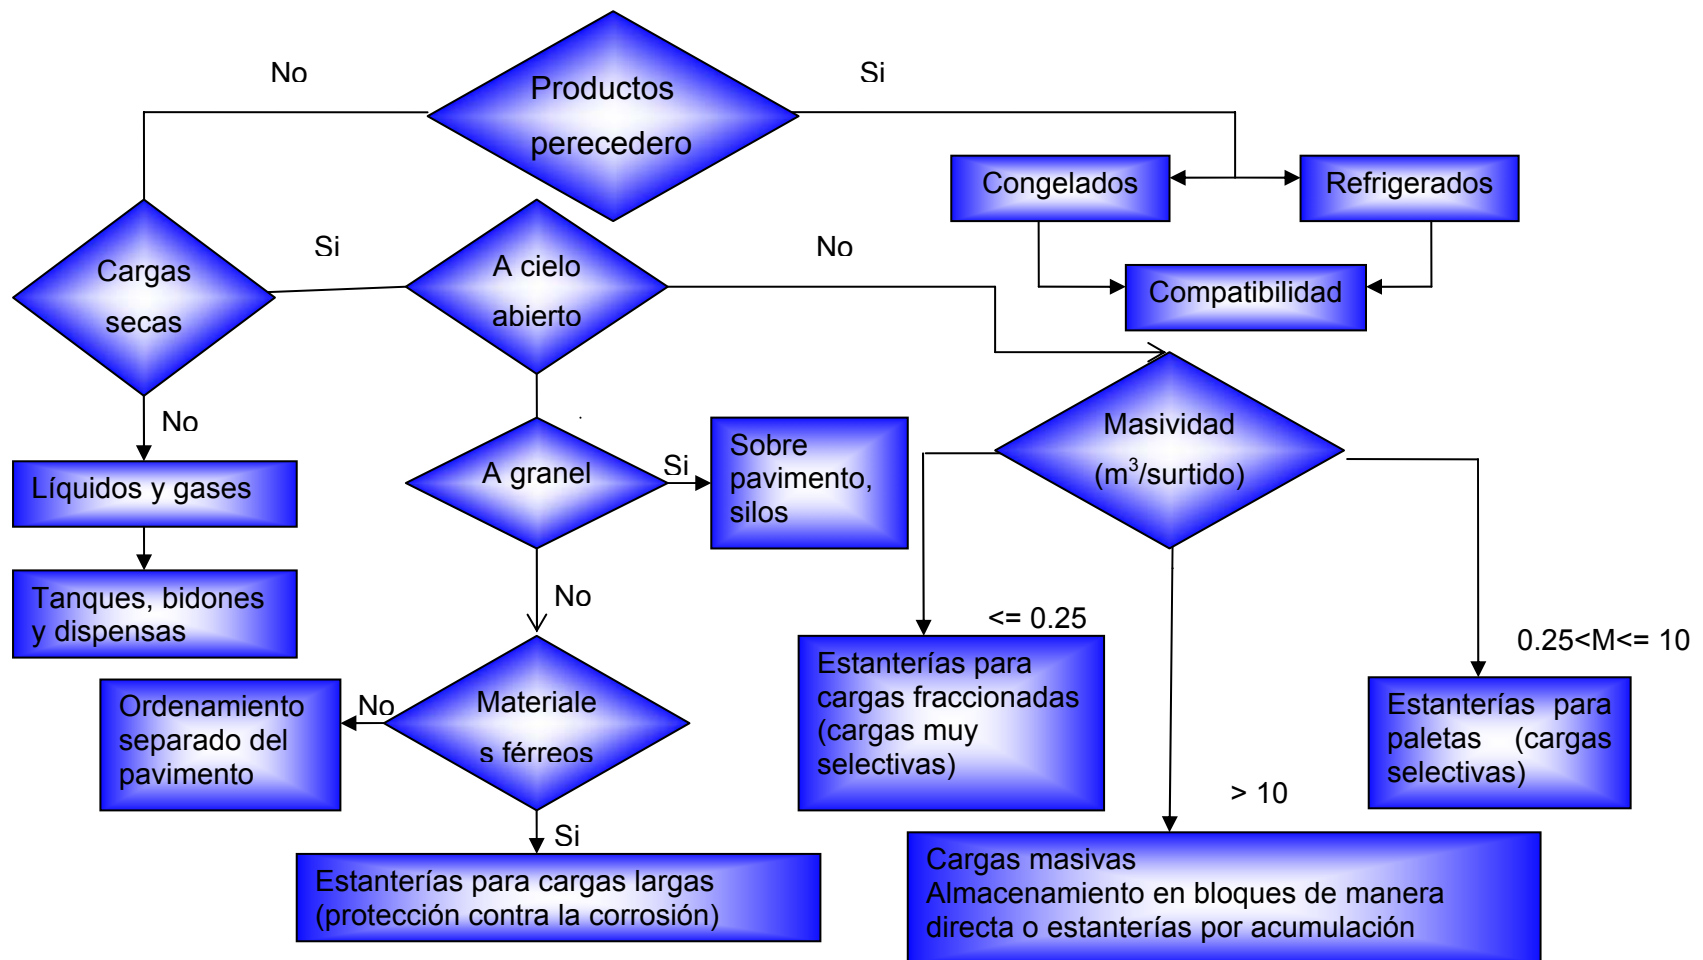 No
Si
Productos
perecedero
Congelados
Refrigerados
Compatibilidad
Cargas
secas
Si
A cielo
abierto
No
No
Líquidos y gases
Tanques, bidones
y dispensas
A granel
Si
Sobre
pavimento,
silos
No
Materiale
s férreos
No
Ordenamiento
separado del
pavimento
Si
Estanterías para cargas largas
(protección contra la corrosión)
Masividad
(m³/surtido)
<= 0.25
Estanterías para
cargas fraccionadas
(cargas muy
selectivas)
> 10
Cargas masivas
Almacenamiento en bloques de manera
directa o estanterías por acumulación
0.25<M<= 10
Estanterías para
paletas (cargas
selectivas)